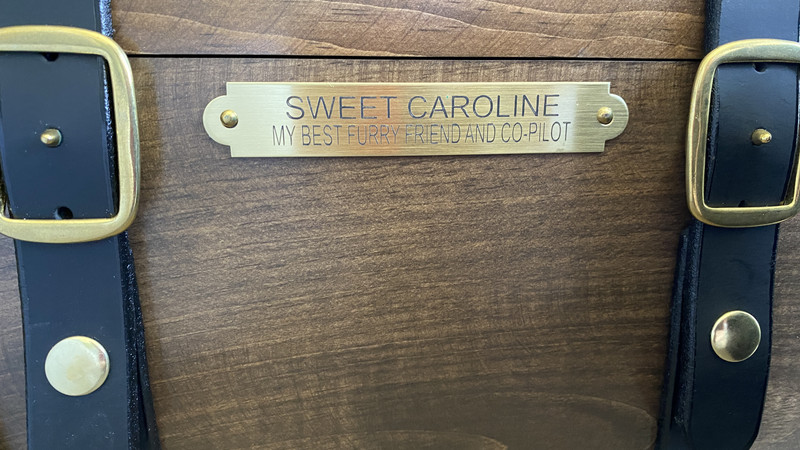 SWEET CAROLINE
MY BEST FURRY FRIEND AND CO-PILOT